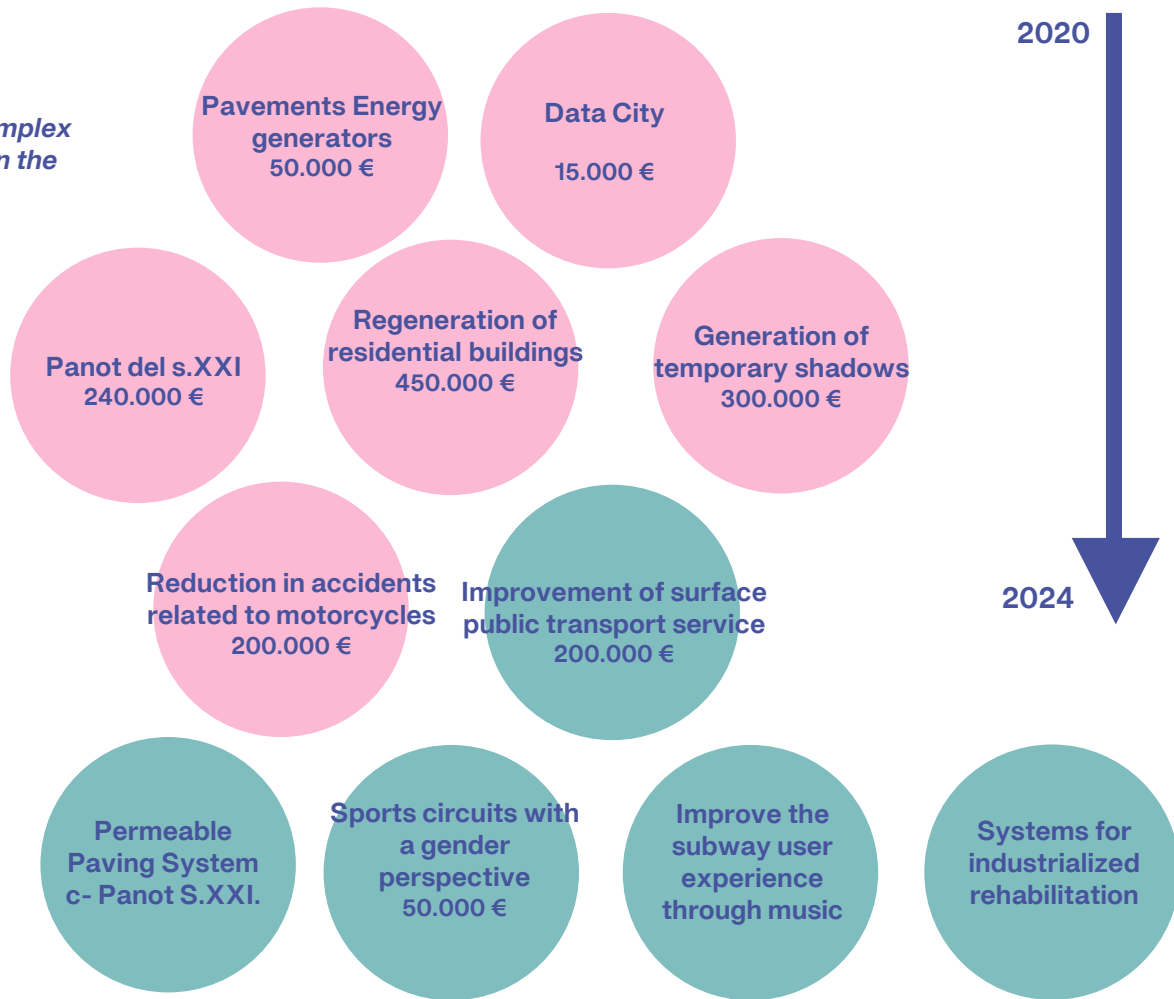 mplex
n the
Pavements Energy
generators
50.000 €
Data City
15.000 €
2020
Panot del s.XXI
240.000 €
Regeneration of
residential buildings
450.000 €
Generation of
temporary shadows
300.000 €
Reduction in accidents
related to motorcycles
200.000 €
Improvement of surface
public transport service
200.000 €
2024
Permeable
Paving System
c- Panot S.XXI.
Sports circuits with
a gender
perspective
50.000 €
Improve the
subway user
experience
through music
Systems for
industrialized
rehabilitation